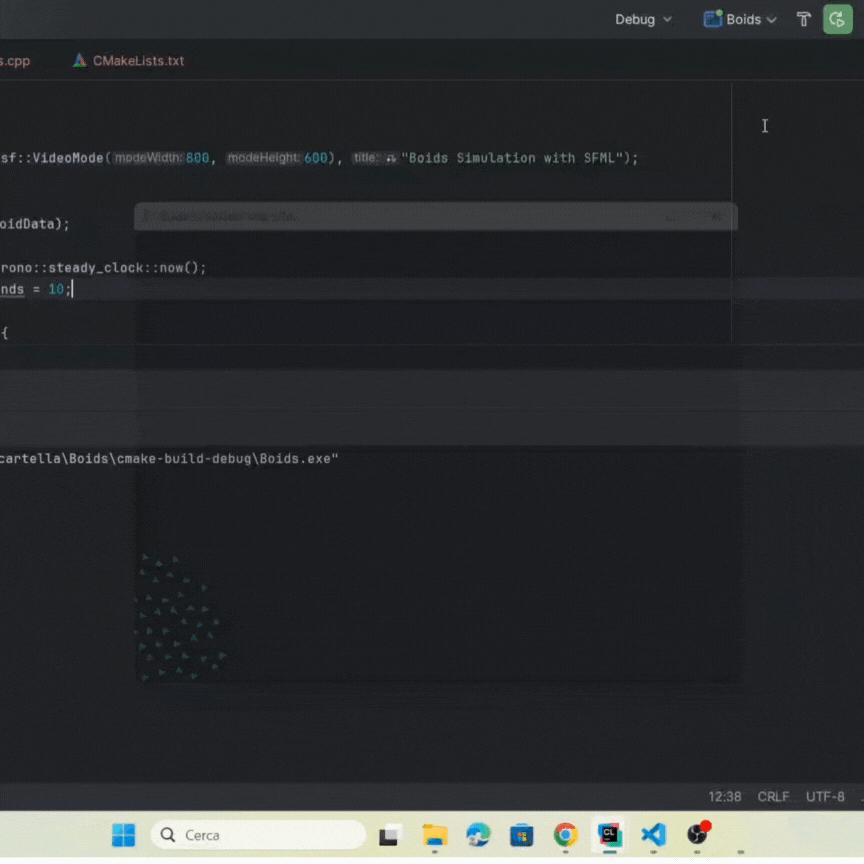 Debug
Boids
s.cpp
CMakeLists.txt
sf::VideoMode( modeWidth: 800, modeHeight: 600), title: "Boids Simulation with SFML");
oidData);
rono::steady_clock::now();
nds = 10;
{
cartella\Boids\cmake-build-debug\Boids.exe"
12:38 CRLF UTF-8
Cerca
CL